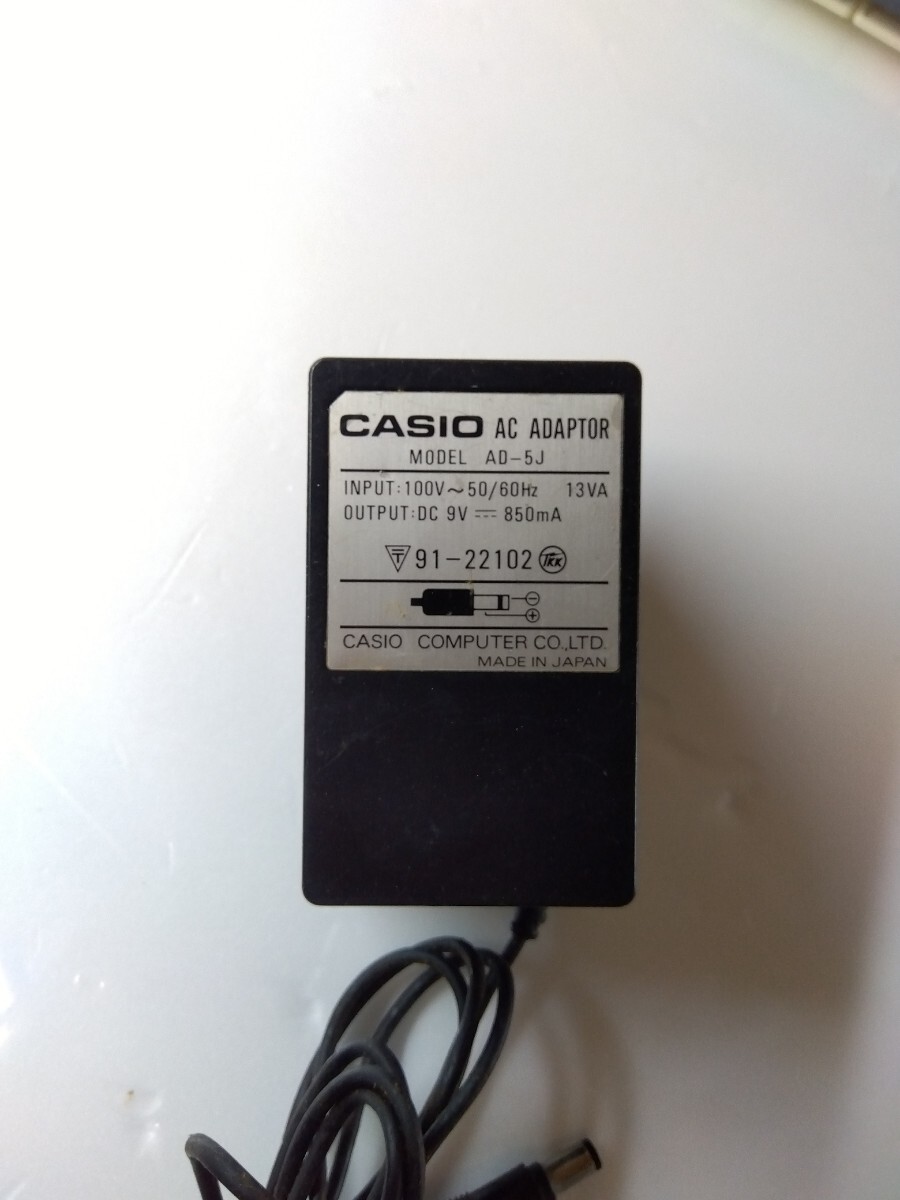 CASIO AC ADAPTOR
MODEL AD-5J
INPUT:100V～50/60Hz 13VA
OUTPUT:DC 9V ⎓ 850mA
〒 91-22102 TKK
⊖
⊕
CASIO COMPUTER CO.,LTD.
MADE IN JAPAN